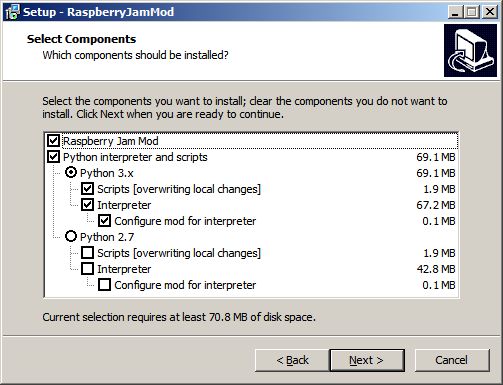 Setup - RaspberryJamMod
Select Components
Which components should be installed?
Select the components you want to install; clear the components you do not want to
install. Click Next when you are ready to continue.
Raspberry Jam Mod
Python interpreter and scripts 69.1 MB
Python 3.x 69.1 MB
Scripts [overwriting local changes] 1.9 MB
Interpreter 67.2 MB
Configure mod for interpreter 0.1 MB
Python 2.7
Scripts [overwriting local changes] 1.9 MB
Interpreter 42.8 MB
Configure mod for interpreter 0.1 MB
Current selection requires at least 70.8 MB of disk space.
< Back Next > Cancel